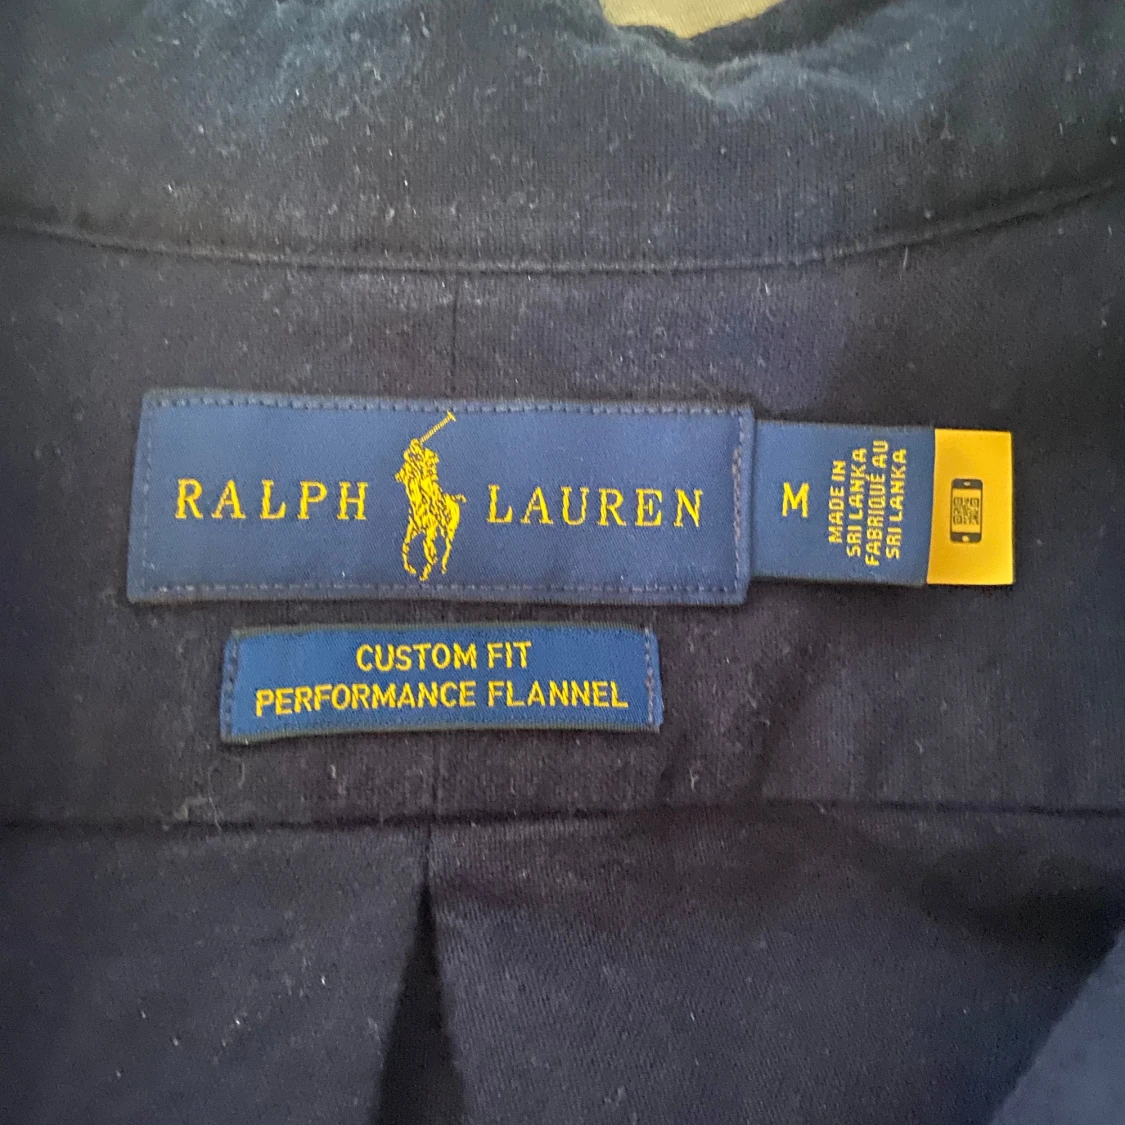 RALPH LAUREN
M
MADE IN
SRI LANKA
FABRIQUÉ AU
SRI LANKA
CUSTOM FIT
PERFORMANCE FLANNEL